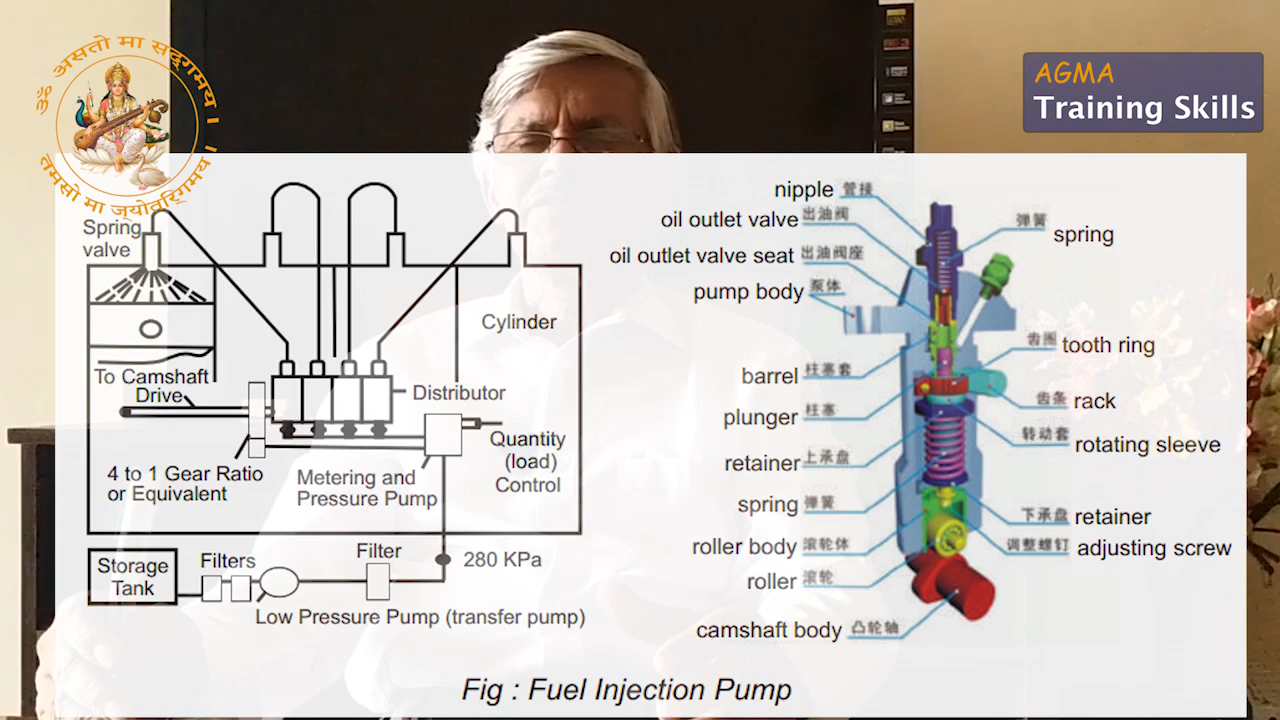 ॐ असतो मा सद्गमय ।
तमसो मा ज्योतिर्गमय ।
AGMA
Training Skills
Spring
valve
Cylinder
To Camshaft
Drive
Distributor
4 to 1 Gear Ratio
or Equivalent
Metering and
Pressure Pump
Quantity
(load)
Control
Storage
Tank
Filters
Filter
280 KPa
Low Pressure Pump (transfer pump)
nipple 管接
oil outlet valve 出油阀
oil outlet valve seat 出油阀座
pump body 泵体
barrel 柱塞套
plunger 柱塞
retainer 上承盘
spring 弹簧
roller body 滚轮体
roller 滚轮
camshaft body 凸轮轴
弹簧 spring
齿圈 tooth ring
齿条 rack
转动套 rotating sleeve
下承盘 retainer
调整螺钉 adjusting screw
Fig : Fuel Injection Pump